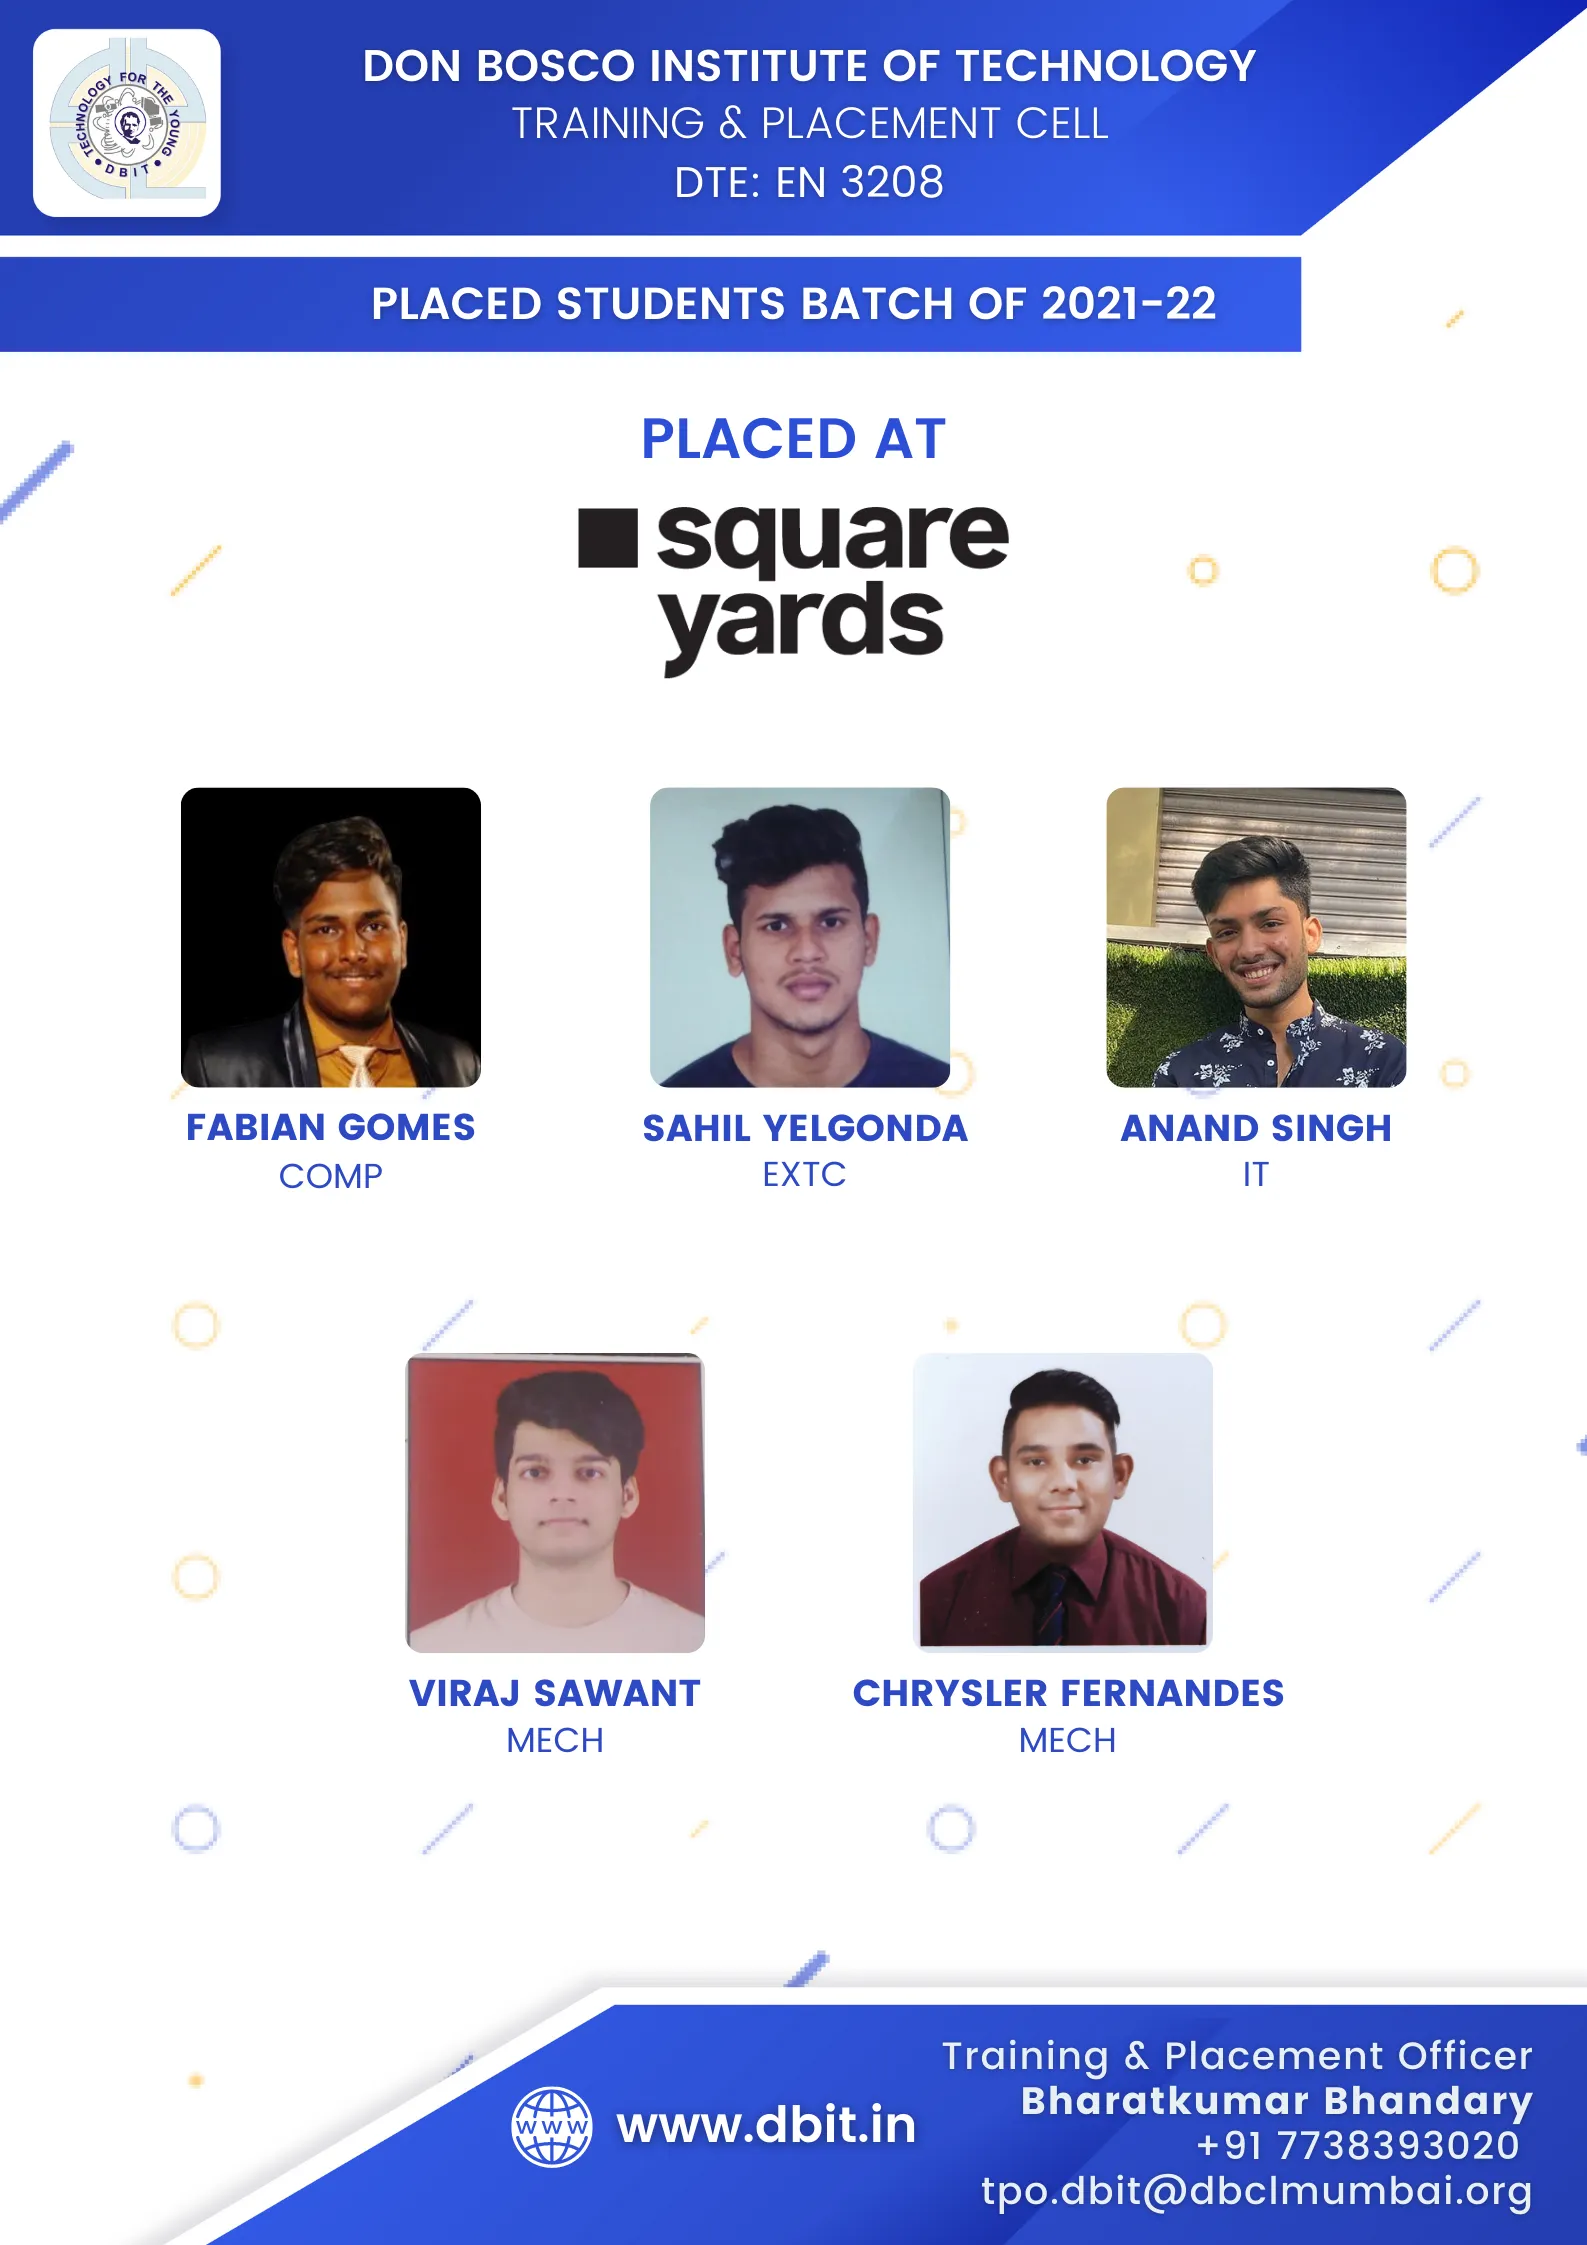 TECHNOLOGY FOR THE YOUNG
DBIT
DON BOSCO INSTITUTE OF TECHNOLOGY
TRAINING & PLACEMENT CELL
DTE: EN 3208
PLACED STUDENTS BATCH OF 2021-22
PLACED AT
square
yards
FABIAN GOMES
COMP
SAHIL YELGONDA
EXTC
ANAND SINGH
IT
VIRAJ SAWANT
MECH
CHRYSLER FERNANDES
MECH
WWW
www.dbit.in
Training & Placement Officer
Bharatkumar Bhandary
+91 7738393020
tpo.dbit@dbclmumbai.org